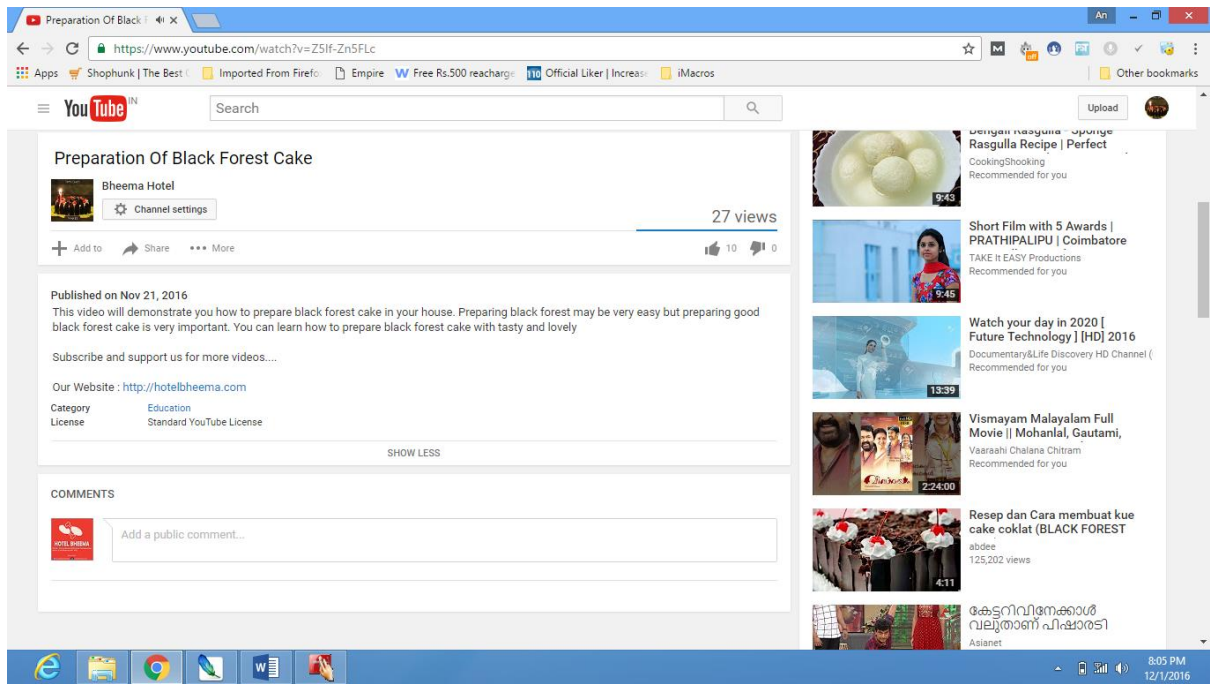 Preparation Of Black F
An
https://www.youtube.com/watch?v=Z5If-Zn5FLc
Apps
Shophunk | The Best
Imported From Firefo
Empire
Free Rs.500 reacharge
Official Liker | Increase
iMacros
Other bookmarks
YouTube IN
Search
Upload
Preparation Of Black Forest Cake
Bheema Hotel
Channel settings
27 views
Add to
Share
More
10
0
Published on Nov 21, 2016
This video will demonstrate you how to prepare black forest cake in your house. Preparing black forest may be very easy but preparing good
black forest cake is very important. You can learn how to prepare black forest cake with tasty and lovely
Subscribe and support us for more videos....
Our Website : http://hotelbheema.com
Category Education
License Standard YouTube License
SHOW LESS
COMMENTS
HOTEL BHEEMA
Add a public comment...
Bengali Rasgulla - Sponge
Rasgulla Recipe | Perfect
CookingShooking
Recommended for you
9:43
Short Film with 5 Awards |
PRATHIPALIPU | Coimbatore
TAKE It EASY Productions
Recommended for you
9:45
Watch your day in 2020 [
Future Technology ] [HD] 2016
Documentary&Life Discovery HD Channel (
Recommended for you
13:39
Vismayam Malayalam Full
Movie || Mohanlal, Gautami,
Vaaraahi Chalana Chitram
Recommended for you
2:24:00
Resep dan Cara membuat kue
cake coklat (BLACK FOREST
abdee
125,202 views
4:11
കേട്ടറിവിനേക്കാൾ
വലുതാണ് പിഷാരടി
Asianet
8:05 PM
12/1/2016